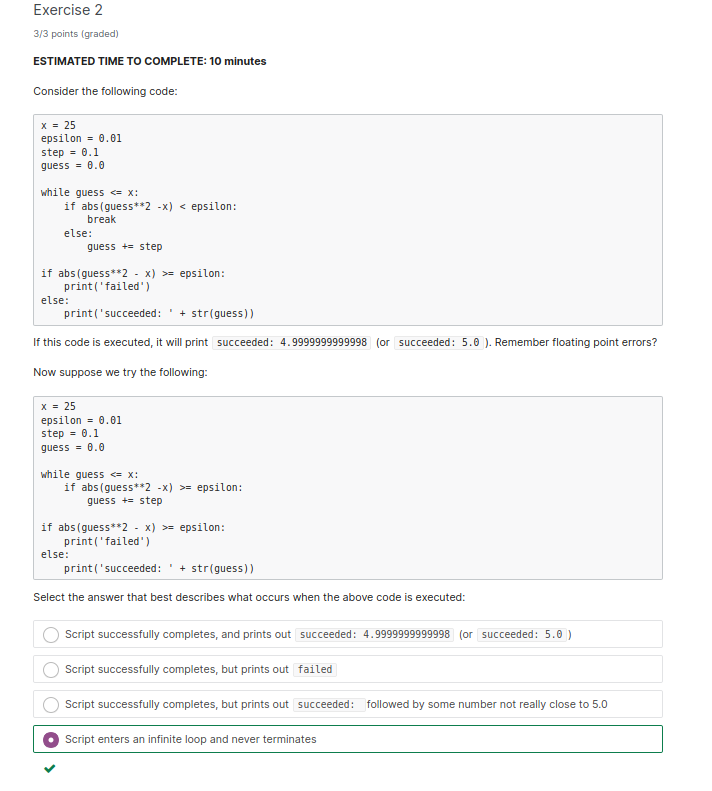 Exercise 2
3/3 points (graded)
ESTIMATED TIME TO COMPLETE: 10 minutes
Consider the following code:
x = 25
epsilon = 0.01
step = 0.1
guess = 0.0
while guess <= x:
    if abs(guess**2 -x) < epsilon:
        break
    else:
        guess += step
if abs(guess**2 - x) >= epsilon:
    print('failed')
else:
    print('succeeded: ' + str(guess))
If this code is executed, it will print succeeded: 4.9999999999998 (or succeeded: 5.0 ). Remember floating point errors?
Now suppose we try the following:
x = 25
epsilon = 0.01
step = 0.1
guess = 0.0
while guess <= x:
    if abs(guess**2 -x) >= epsilon:
        guess += step
if abs(guess**2 - x) >= epsilon:
    print('failed')
else:
    print('succeeded: ' + str(guess))
Select the answer that best describes what occurs when the above code is executed:
Script successfully completes, and prints out succeeded: 4.9999999999998 (or succeeded: 5.0 )
Script successfully completes, but prints out failed
Script successfully completes, but prints out succeeded: followed by some number not really close to 5.0
Script enters an infinite loop and never terminates